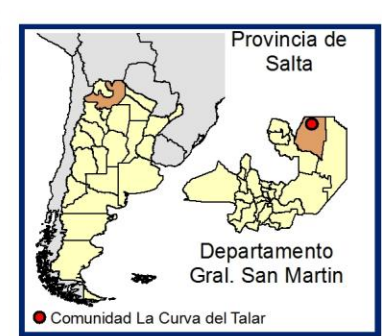 Provincia de
Salta
Departamento
Gral. San Martin
Comunidad La Curva del Talar